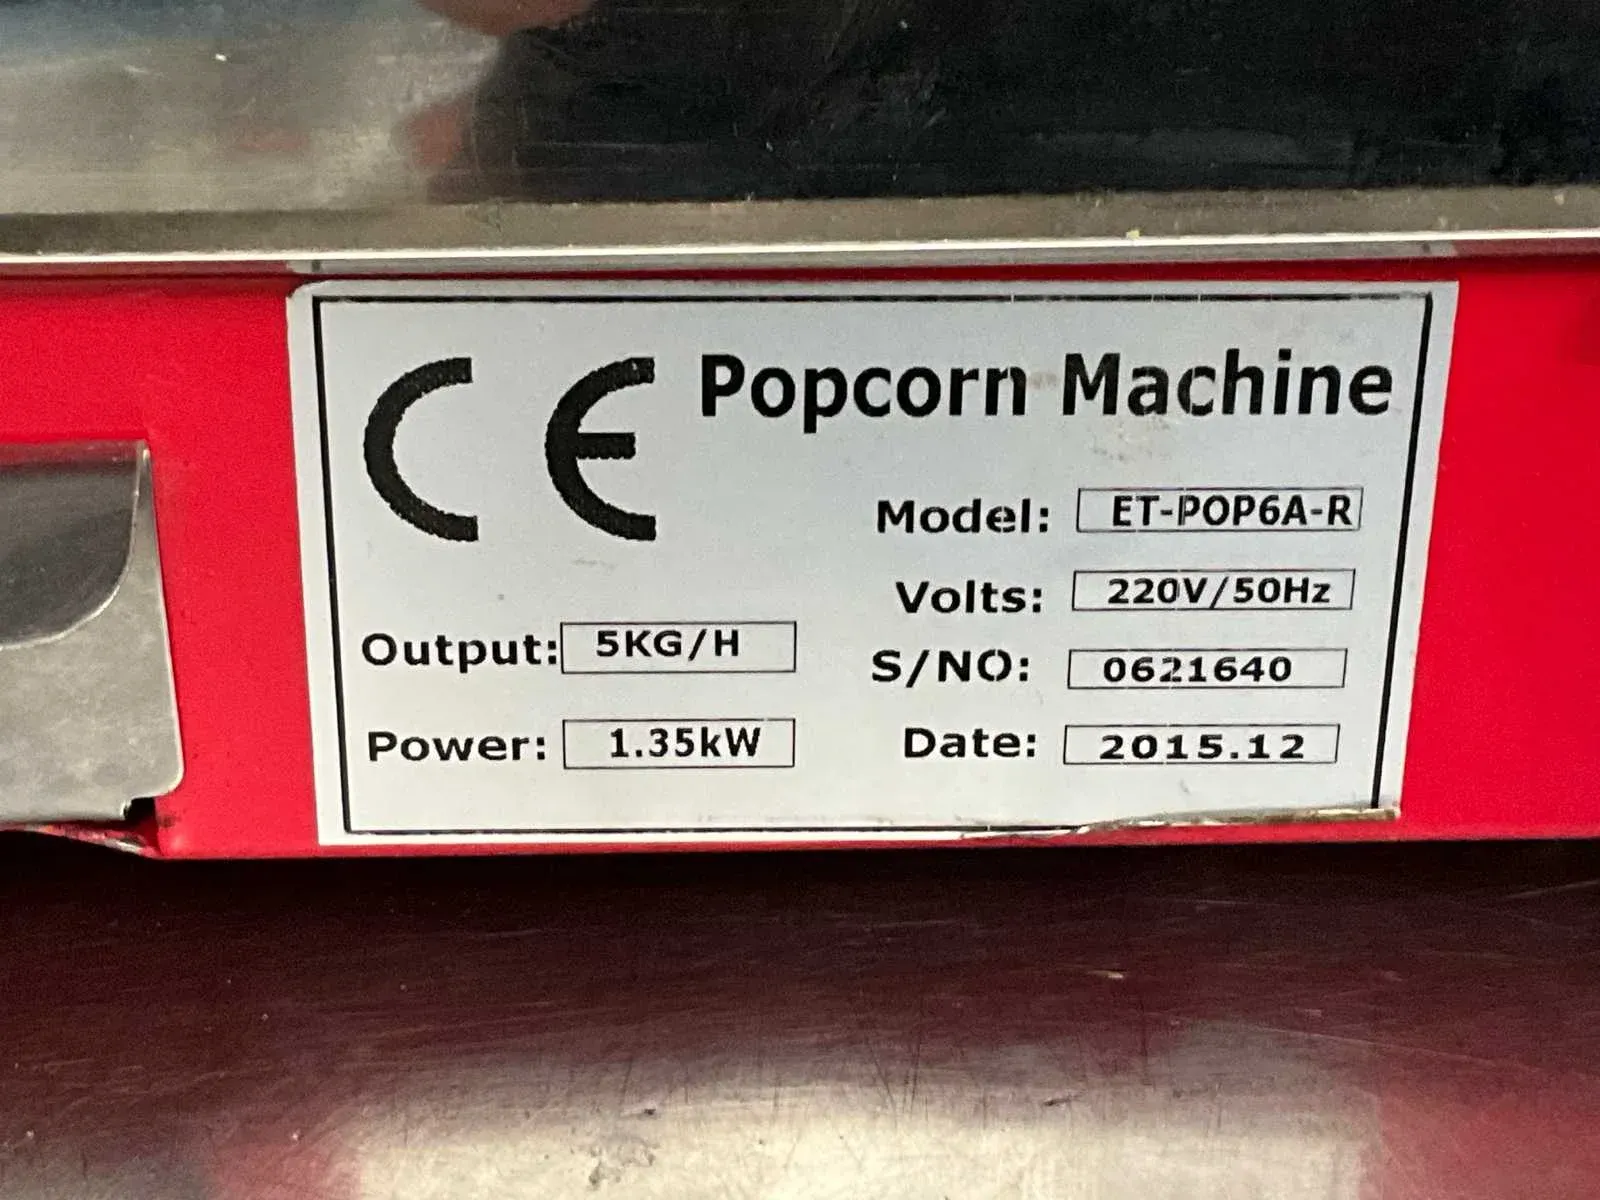 CE Popcorn Machine
Model: ET-POP6A-R
Volts: 220V/50Hz
Output: 5KG/H S/NO: 0621640
Power: 1.35kW Date: 2015.12